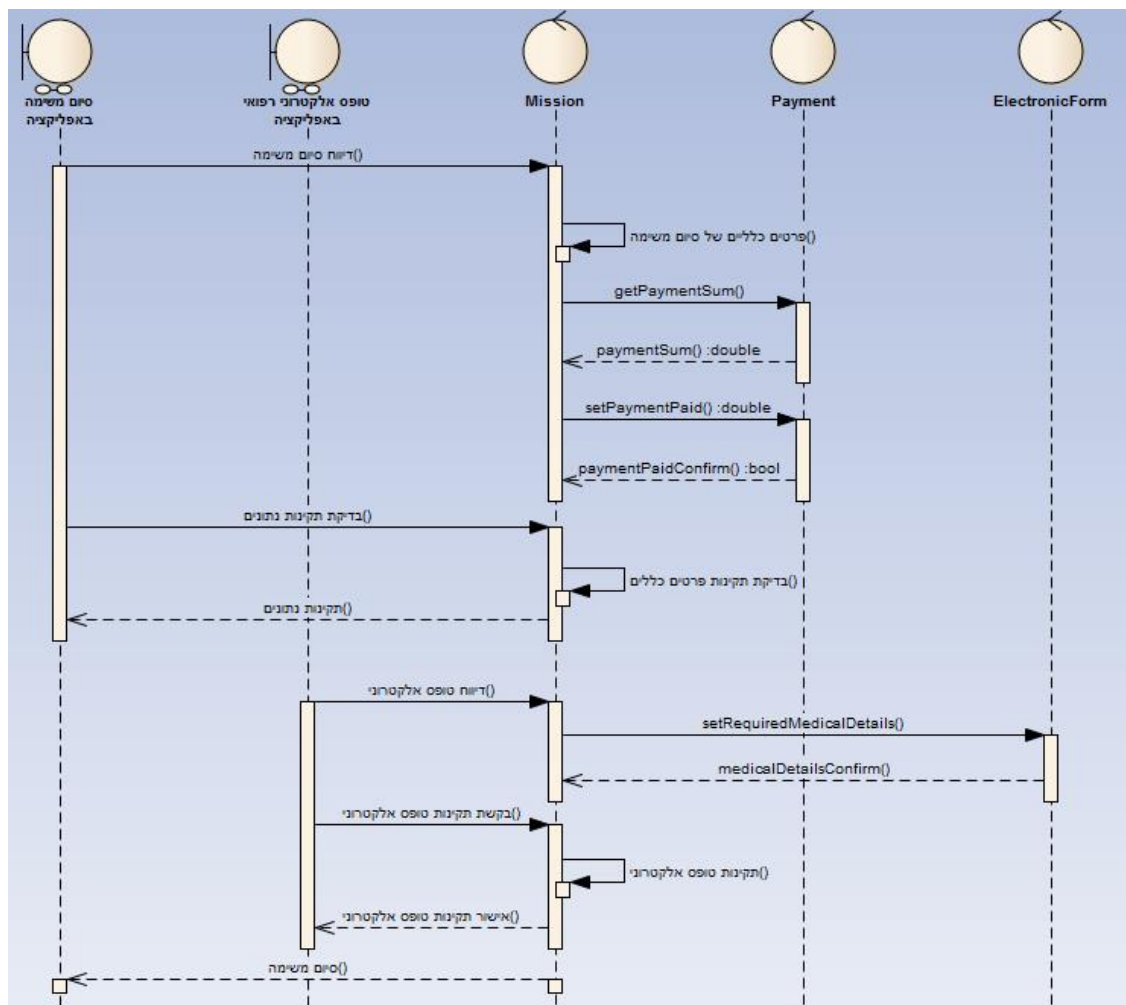 סיום משימה
באפליקציה
טופס אלקטרוני רפואי
באפליקציה
Mission
Payment
ElectronicForm
דיווח סיום משימה()
פרטים כלליים של סיום משימה()
getPaymentSum()
paymentSum() :double
setPaymentPaid() :double
paymentPaidConfirm() :bool
בדיקת תקינות נתונים()
בדיקת תקינות פרטים כללים()
תקינות נתונים()
דיווח טופס אלקטרוני()
setRequiredMedicalDetails()
medicalDetailsConfirm()
בקשת תקינות טופס אלקטרוני()
תקינות טופס אלקטרוני()
אישור תקינות טופס אלקטרוני()
סיום משימה()